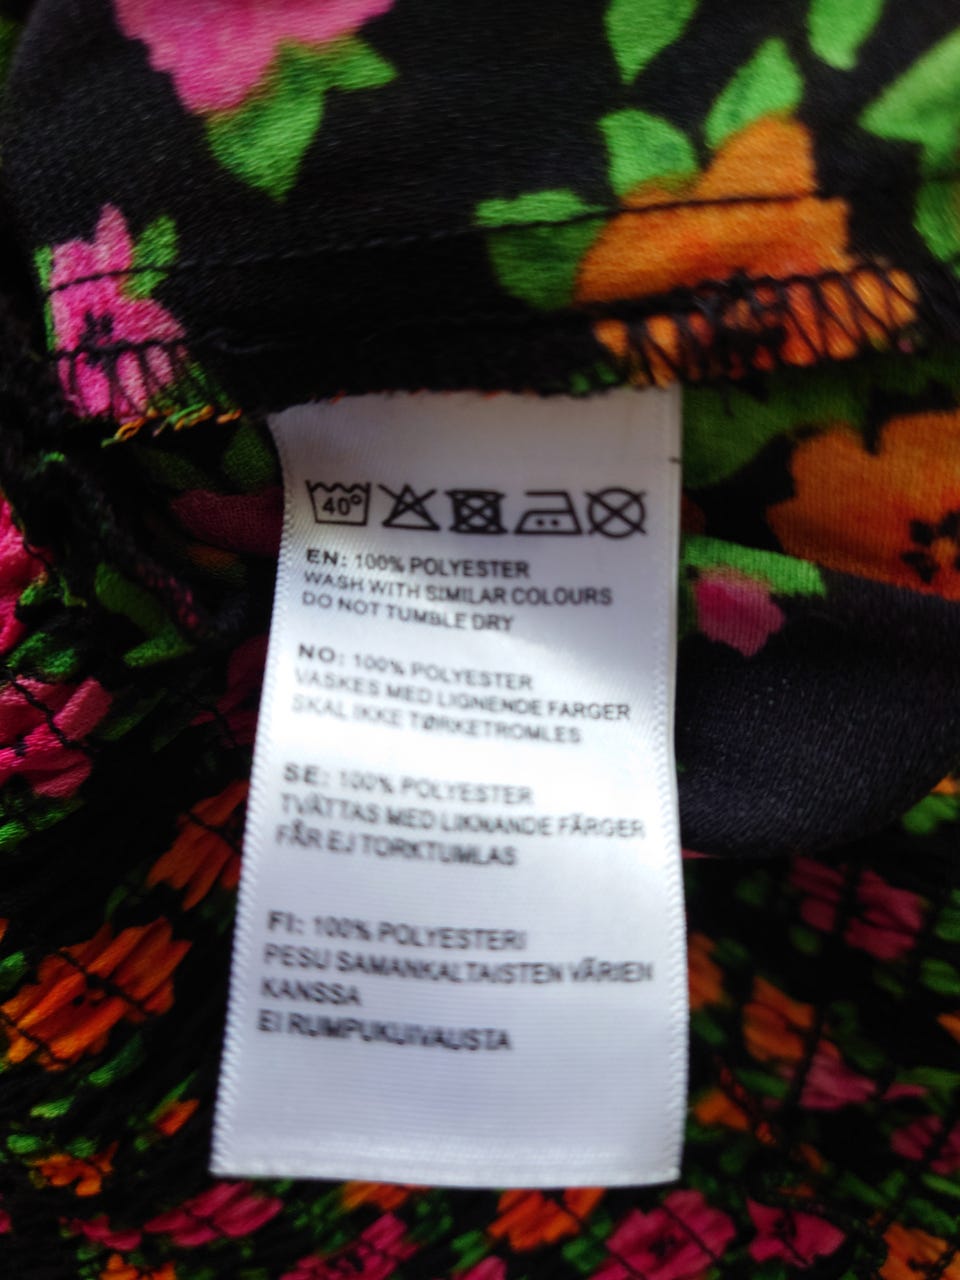 40°
EN: 100% POLYESTER
WASH WITH SIMILAR COLOURS
DO NOT TUMBLE DRY
NO: 100% POLYESTER
VASKES MED LIGNENDE FARGER
SKAL IKKE TØRKETROMLES
SE: 100% POLYESTER
TVÄTTAS MED LIKNANDE FÄRGER
FÅR EJ TORKTUMLAS
FI: 100% POLYESTERI
PESU SAMANKALTAISTEN VÄRIEN
KANSSA
EI RUMPUKUIVAUSTA